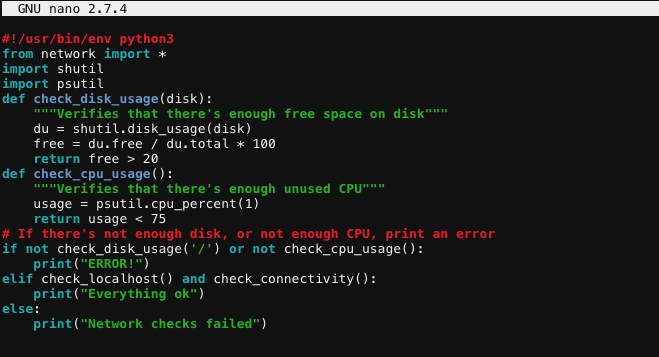 GNU nano 2.7.4
#!/usr/bin/env python3
from network import *
import shutil
import psutil
def check_disk_usage(disk):
    """Verifies that there's enough free space on disk"""
    du = shutil.disk_usage(disk)
    free = du.free / du.total * 100
    return free > 20
def check_cpu_usage():
    """Verifies that there's enough unused CPU"""
    usage = psutil.cpu_percent(1)
    return usage < 75
# If there's not enough disk, or not enough CPU, print an error
if not check_disk_usage('/') or not check_cpu_usage():
    print("ERROR!")
elif check_localhost() and check_connectivity():
    print("Everything ok")
else:
    print("Network checks failed")